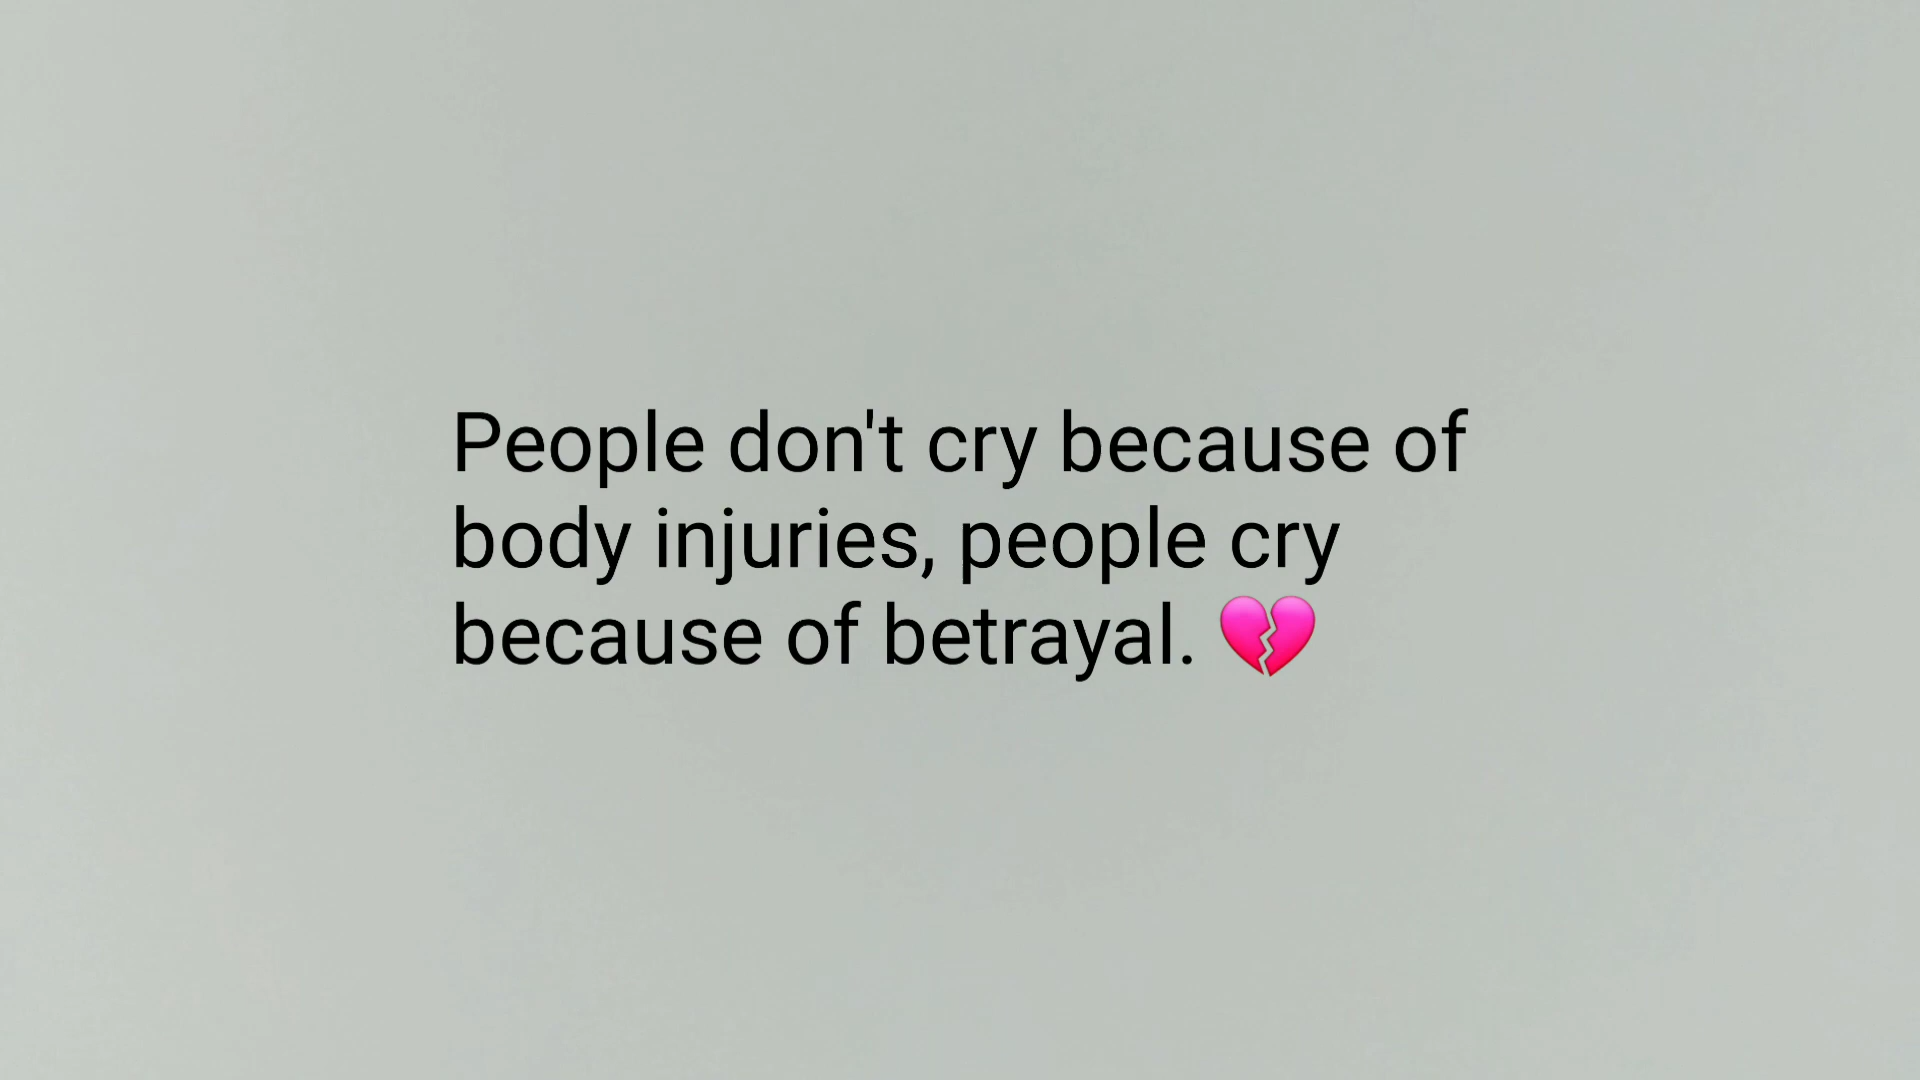 People don't cry because of
body injuries, people cry
because of betrayal. 💔